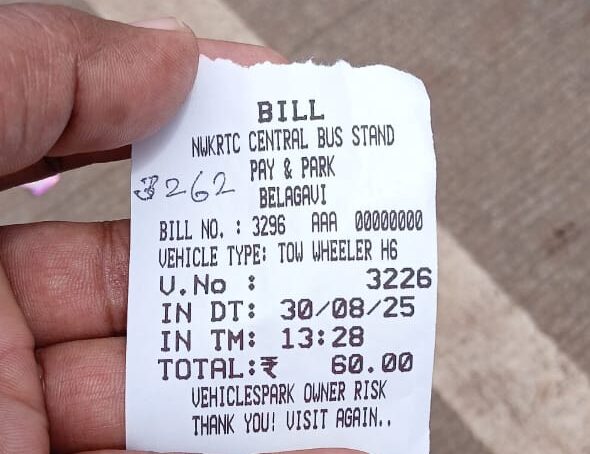 BILL
NWKRTC CENTRAL BUS STAND
PAY & PARK
3262
BELAGAVI
BILL NO. : 3296 AAA 00000000
VEHICLE TYPE: TOW WHEELER H6
V.No : 3226
IN DT: 30/08/25
IN TM: 13:28
TOTAL:₹ 60.00
VEHICLESPARK OWNER RISK
THANK YOU! VISIT AGAIN..